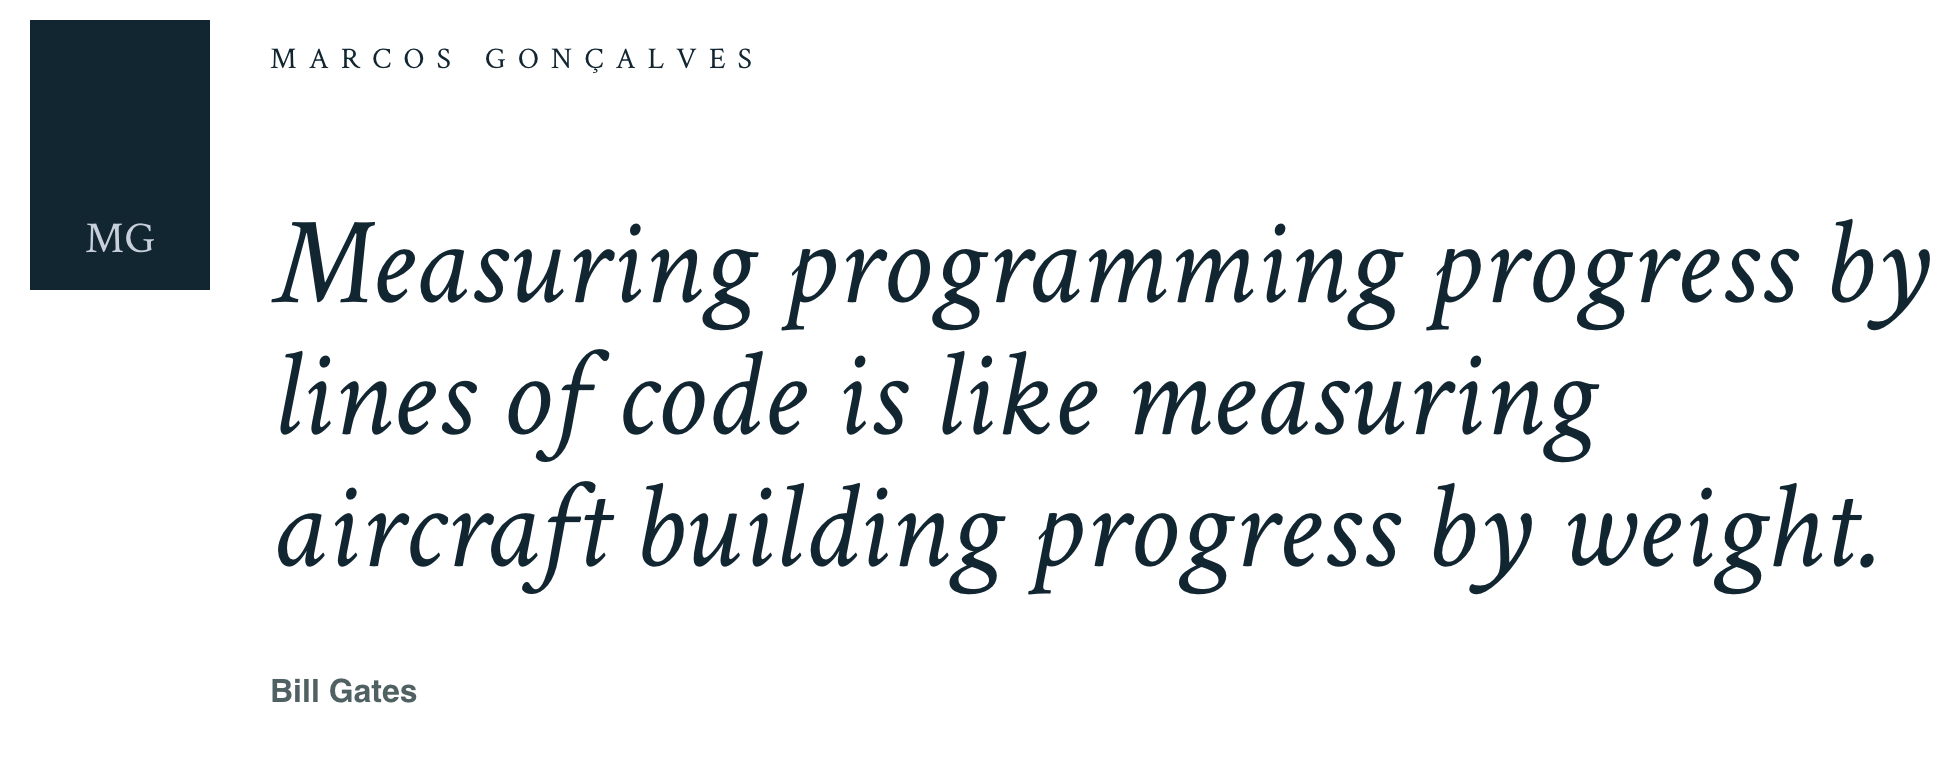 MARCOS GONÇALVES
MG
Measuring programming progress by
lines of code is like measuring
aircraft building progress by weight.
Bill Gates